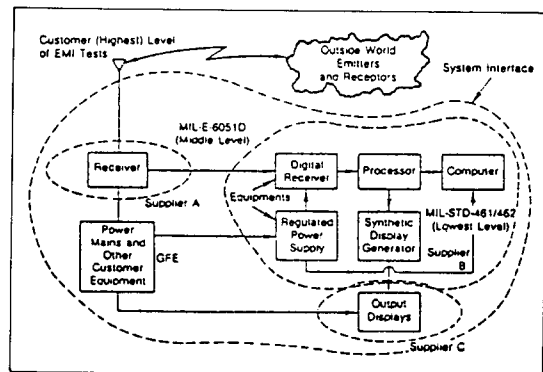 Customer (Highest) Level
of EMI Tests
Outside World
Emitters
and Receptors
System Interface
MIL-E-6051D
(Middle Level)
Receiver
Digital
Receiver
Processor
Computer
Supplier A
Equipments
MIL-STD-461/462
(Lowest Level)
Power
Mains and
Other
Customer
Equipment
GFE
Regulated
Power
Supply
Synthetic
Display
Generator
Supplier
B
Output
Displays
Supplier C